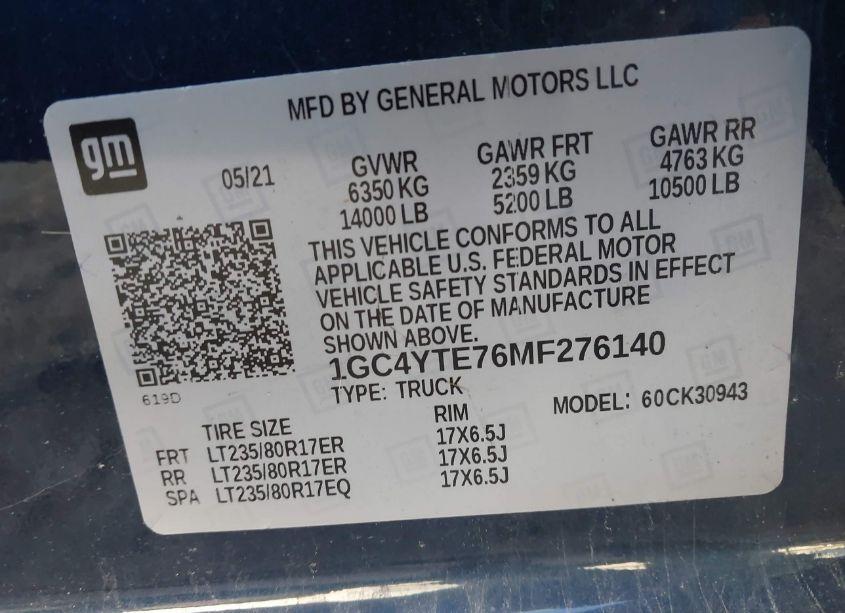 MFD BY GENERAL MOTORS LLC
gm
05/21
GVWR GAWR FRT GAWR RR
6350 KG 2359 KG 4763 KG
14000 LB 5200 LB 10500 LB
THIS VEHICLE CONFORMS TO ALL
APPLICABLE U.S. FEDERAL MOTOR
VEHICLE SAFETY STANDARDS IN EFFECT
ON THE DATE OF MANUFACTURE
SHOWN ABOVE.
1GC4YTE76MF276140
619D
TYPE: TRUCK
MODEL: 60CK30943
TIRE SIZE RIM
FRT LT235/80R17ER 17X6.5J
RR LT235/80R17ER 17X6.5J
SPA LT235/80R17EQ 17X6.5J